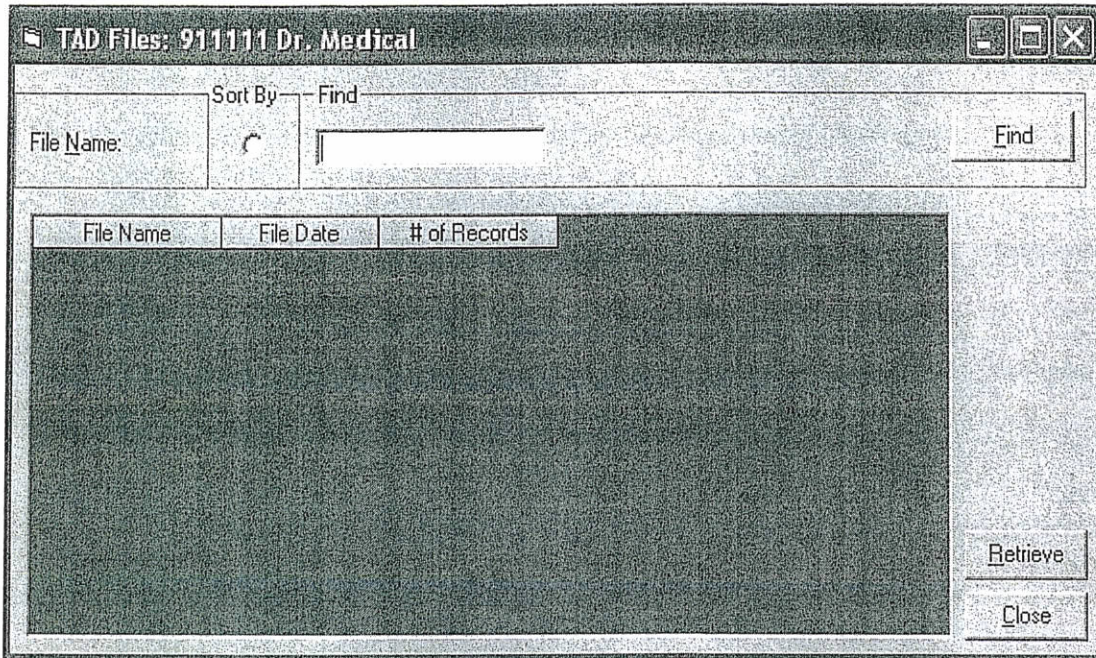 TAD Files: 911111 Dr. Medical
Sort By Find
File Name: Find
File Name File Date # of Records
Retrieve
Close